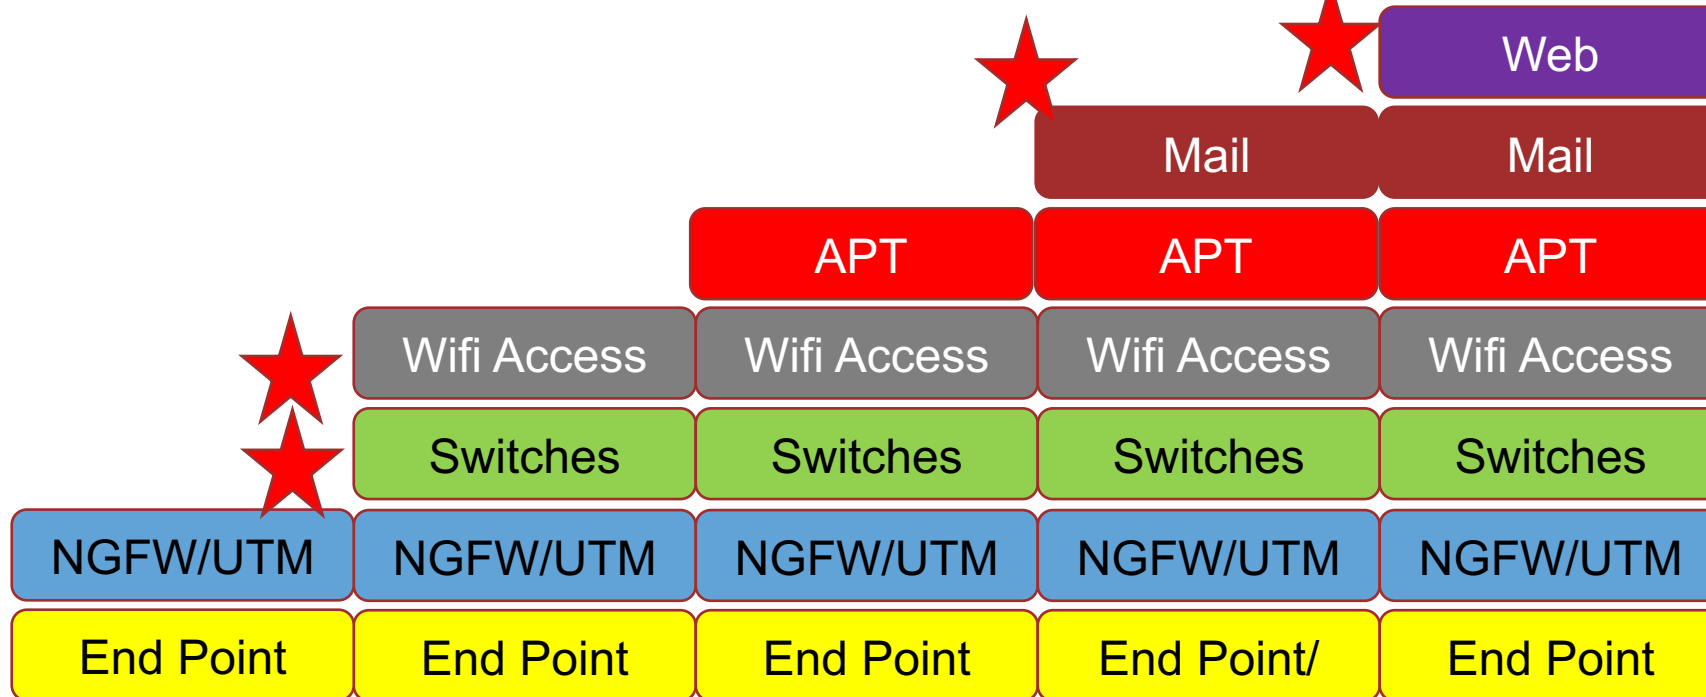 Web
Mail Mail
APT APT APT
Wifi Access Wifi Access Wifi Access Wifi Access
Switches Switches Switches Switches
NGFW/UTM NGFW/UTM NGFW/UTM NGFW/UTM NGFW/UTM
End Point End Point End Point End Point/ End Point